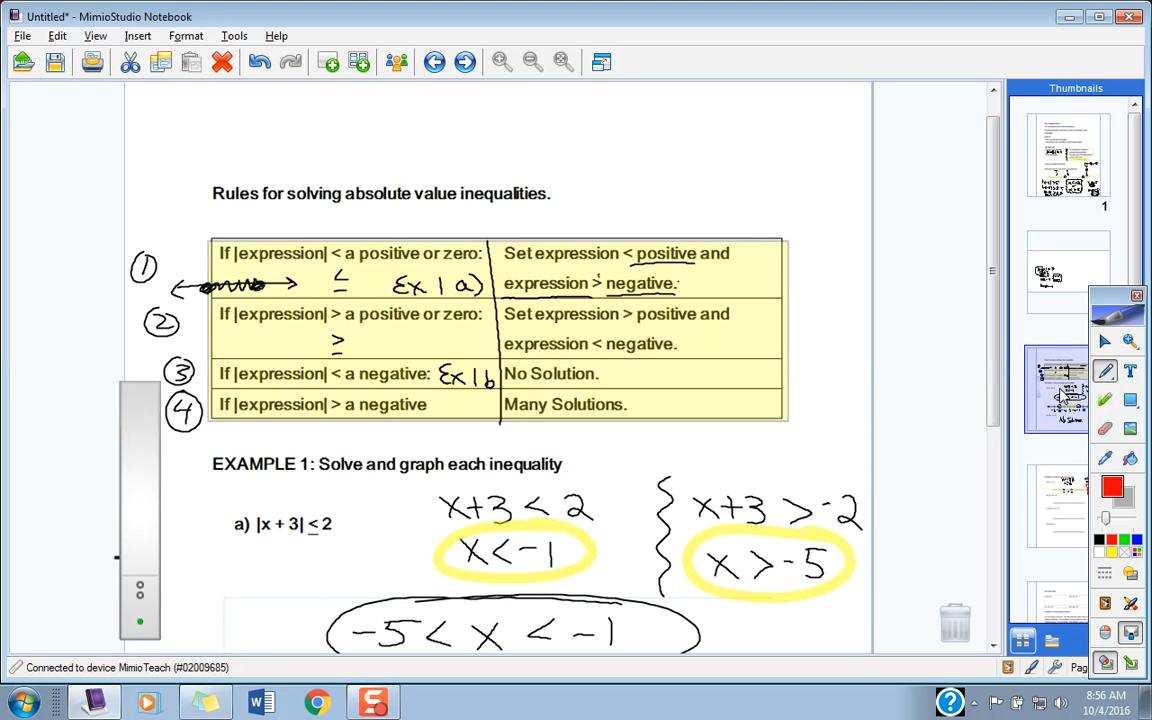 Untitled* - MimioStudio Notebook
File Edit View Insert Format Tools Help
Thumbnails
1
Rules for solving absolute value inequalities.
① If |expression| < a positive or zero: Set expression < positive and
≤ Ex 1 a) expression > negative.
② If |expression| > a positive or zero: Set expression > positive and
≥ expression < negative.
③ If |expression| < a negative: Ex 1 b No Solution.
④ If |expression| > a negative Many Solutions.
EXAMPLE 1: Solve and graph each inequality
x+3 < 2 x+3 > -2
a) |x + 3| < 2
x < -1 x > -5
-5 < x < -1
Connected to device MimioTeach (#02009685)
Pag
8:56 AM
10/4/2016